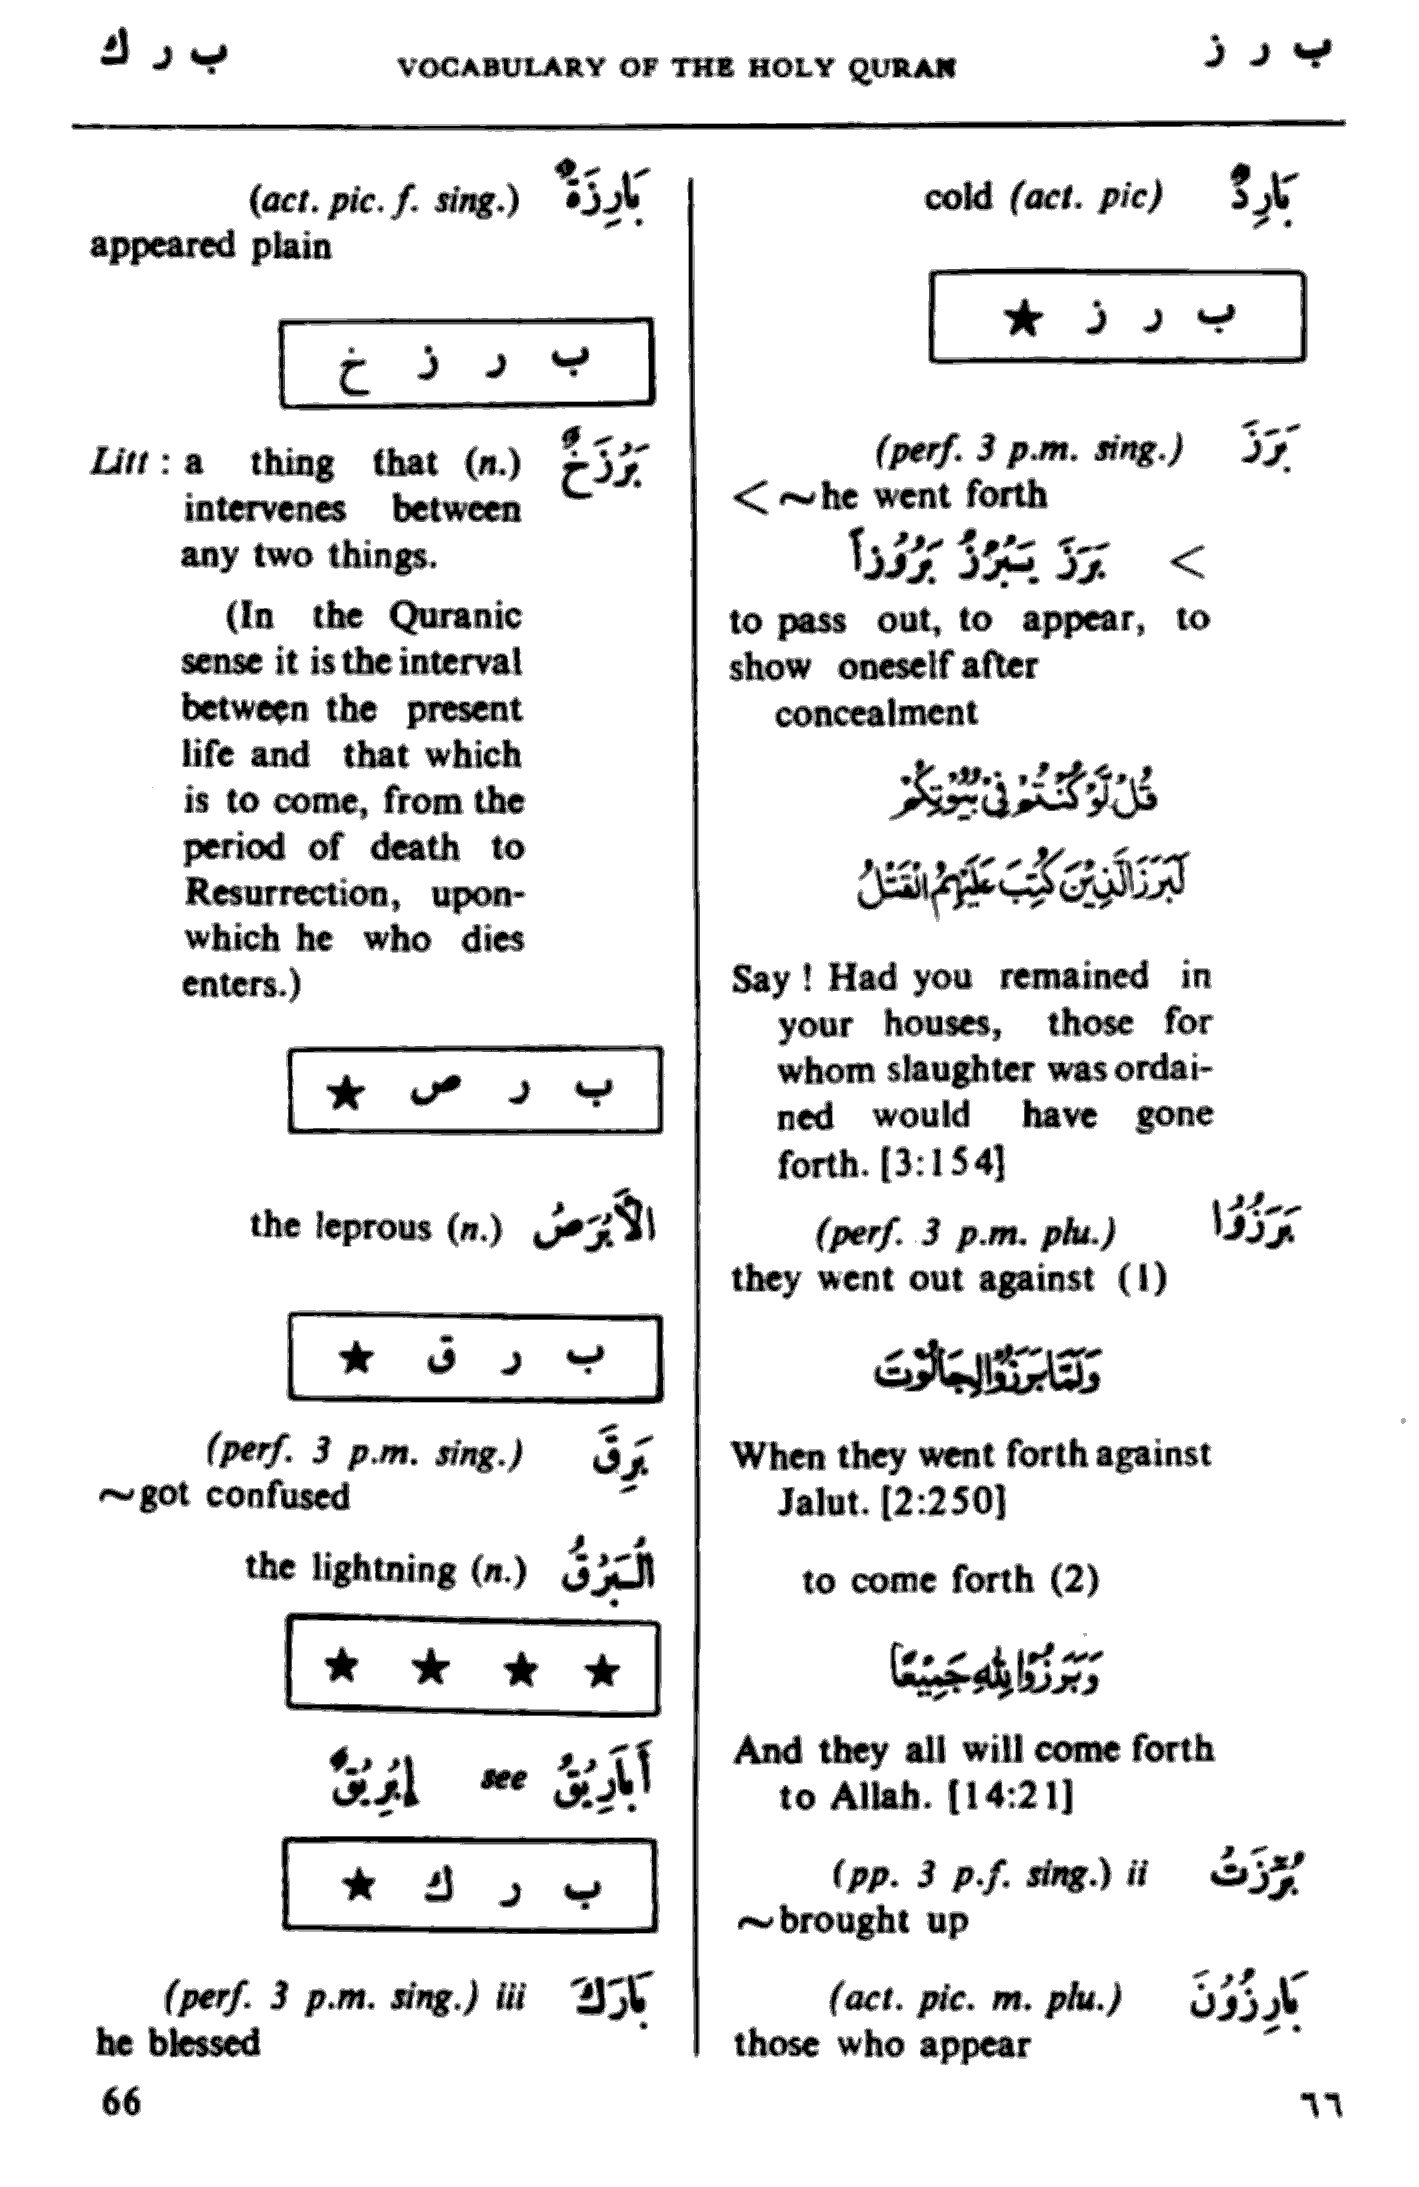 ب ر ك VOCABULARY OF THE HOLY QURAN ب ر ز
cold (act. pic) بَارِدٌ
ب ر ز ★
(perf. 3 p.m. sing.) بَرَزَ
< ~he went forth
بَرَزَ يَبْرُزُ بَرُوْزاً >
to pass out, to appear, to
show oneself after
concealment
قُلْ لَوْ كُنْتُمْ فِىْ بُيُوْتِكُمْ
لَبَرَزَ الَّذِيْنَ كُتِبَ عَلَيْهِمُ الْقَتْلُ
Say ! Had you remained in
your houses, those for
whom slaughter was ordai-
ned would have gone
forth. [3:154]
(perf. 3 p.m. plu.) بَرَزُوْا
they went out against (1)
وَلَمَّا بَرَزُوْا لِجَالُوْتَ
When they went forth against
Jalut. [2:250]
to come forth (2)
وَبَرَزُوْا لِلّٰهِ جَمِيْعًا
And they all will come forth
to Allah. [14:21]
(pp. 3 p.f. sing.) ii بُرِّزَتْ
~brought up
(act. pic. m. plu.) بَارِزُوْنَ
those who appear
(act. pic. f. sing.) بَارِزَةٌ
appeared plain
ب ر ز خ
Litt : a thing that (n.) بَرْزَخٌ
intervenes between
any two things.
(In the Quranic
sense it is the interval
between the present
life and that which
is to come, from the
period of death to
Resurrection, upon-
which he who dies
enters.)
ب ر ص ★
the leprous (n.) الْاَبْرَصُ
ب ر ق ★
(perf. 3 p.m. sing.) بَرِقَ
~got confused
the lightning (n.) الْبَرْقُ
★ ★ ★ ★
أَبَارِيْقُ see إِبْرِيْقٌ
ب ر ك ★
(perf. 3 p.m. sing.) iii بَارَكَ
he blessed
66 ٦٦